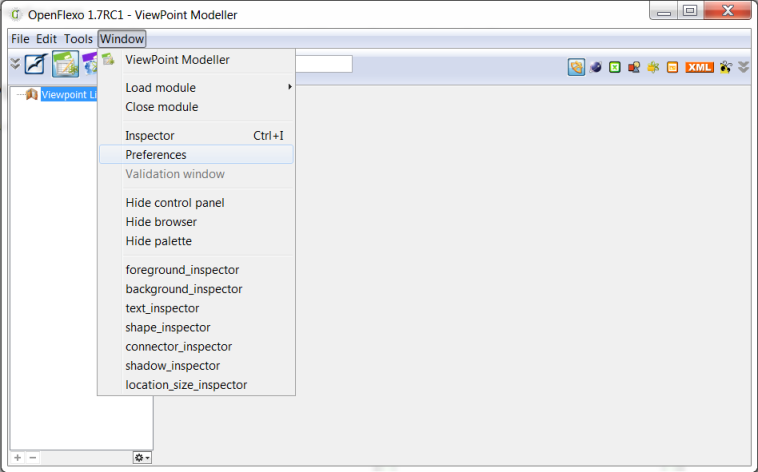 OpenFlexo 1.7RC1 - ViewPoint Modeller
File Edit Tools Window
XML
Viewpoint Li
ViewPoint Modeller
Load module
Close module
Inspector Ctrl+I
Preferences
Validation window
Hide control panel
Hide browser
Hide palette
foreground_inspector
background_inspector
text_inspector
shape_inspector
connector_inspector
shadow_inspector
location_size_inspector